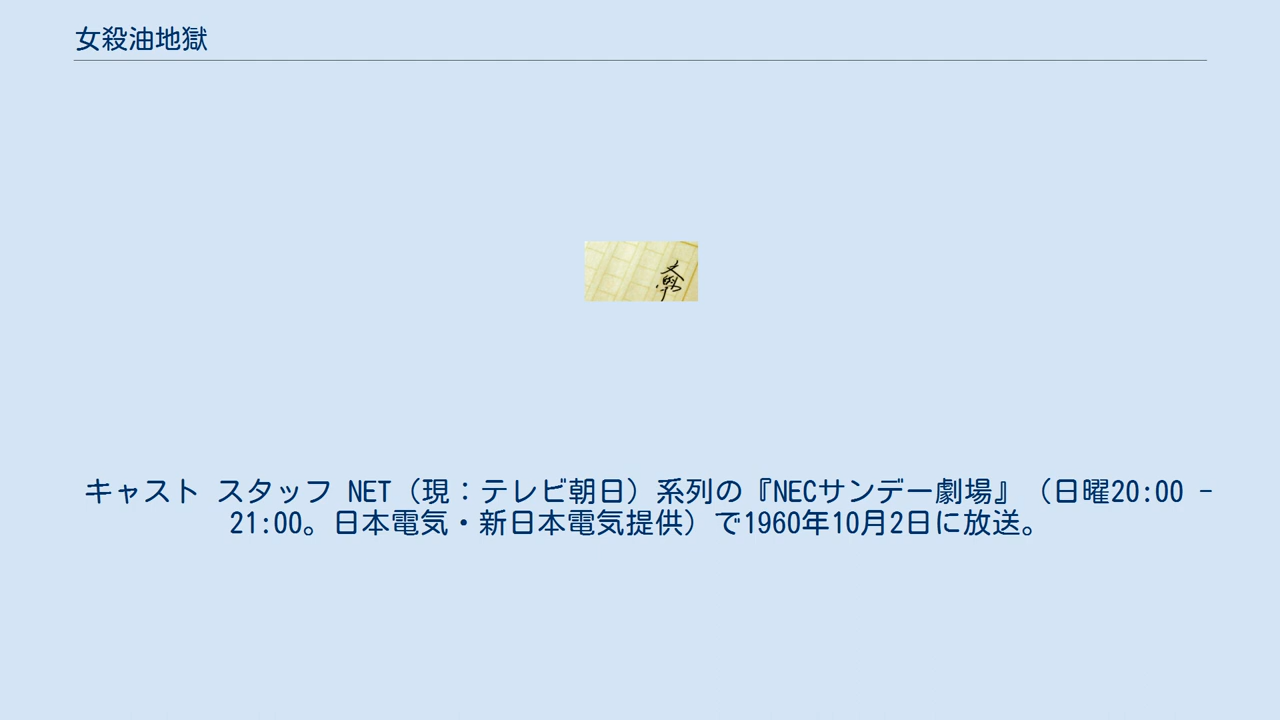 女殺油地獄
キャスト スタッフ NET（現：テレビ朝日）系列の『NECサンデー劇場』（日曜20:00 -
21:00。日本電気・新日本電気提供）で1960年10月2日に放送。